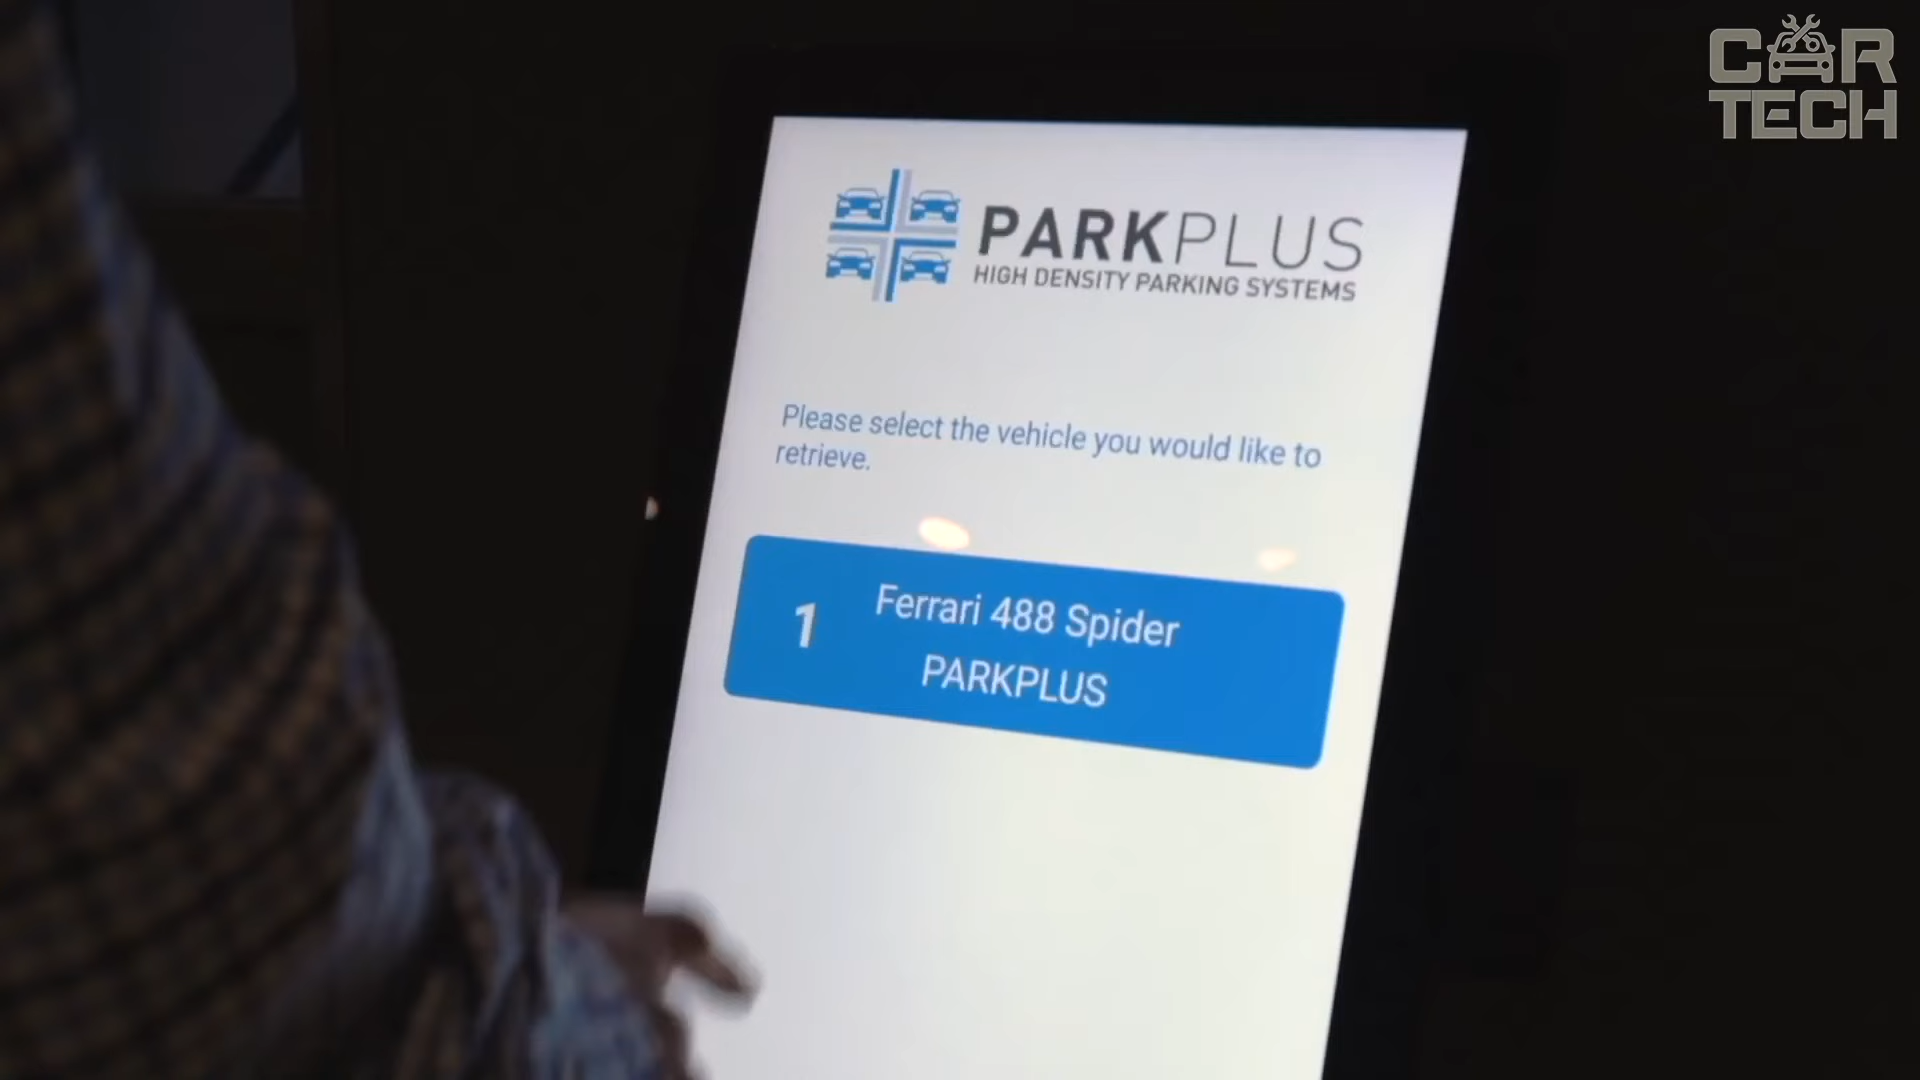 CAR
TECH
PARKPLUS
HIGH DENSITY PARKING SYSTEMS
Please select the vehicle you would like to
retrieve.
1 Ferrari 488 Spider
PARKPLUS